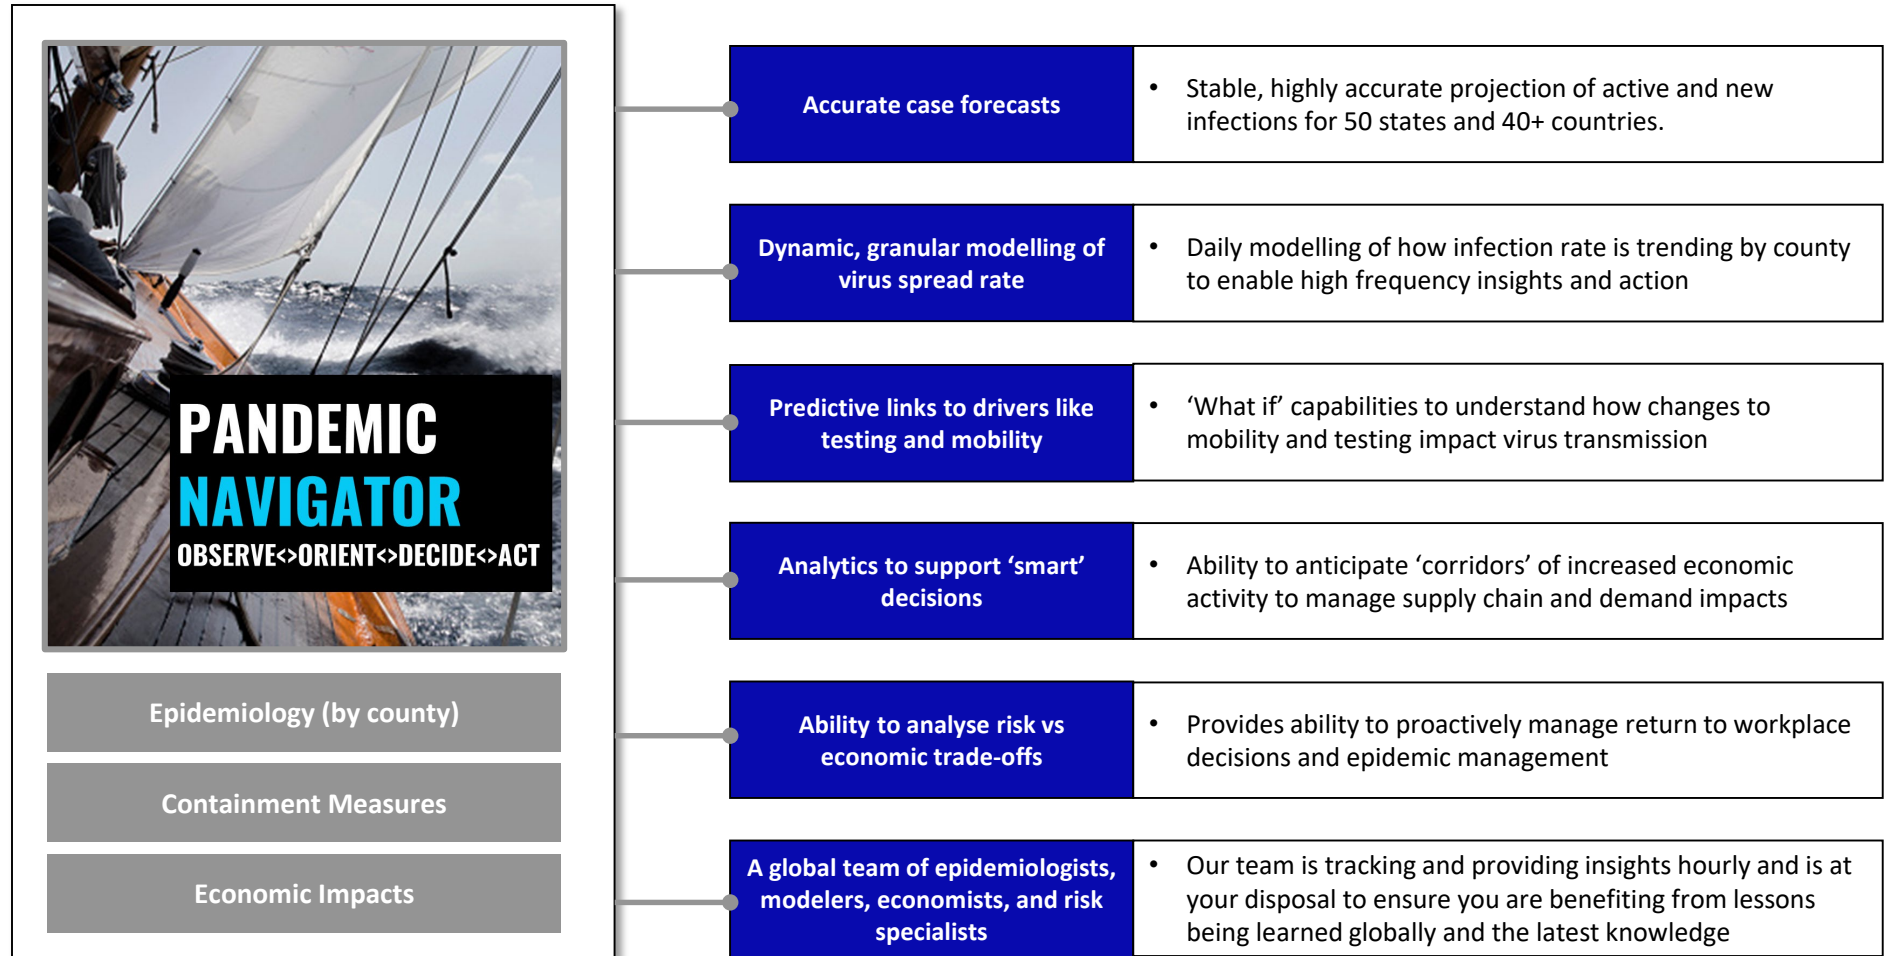 PANDEMIC
NAVIGATOR
OBSERVE<>ORIENT<>DECIDE<>ACT
Epidemiology (by county)
Containment Measures
Economic Impacts
Accurate case forecasts
• Stable, highly accurate projection of active and new
infections for 50 states and 40+ countries.
Dynamic, granular modelling of
virus spread rate
• Daily modelling of how infection rate is trending by county
to enable high frequency insights and action
Predictive links to drivers like
testing and mobility
• ‘What if’ capabilities to understand how changes to
mobility and testing impact virus transmission
Analytics to support ‘smart’
decisions
• Ability to anticipate ‘corridors’ of increased economic
activity to manage supply chain and demand impacts
Ability to analyse risk vs
economic trade-offs
• Provides ability to proactively manage return to workplace
decisions and epidemic management
A global team of epidemiologists,
modelers, economists, and risk
specialists
• Our team is tracking and providing insights hourly and is at
your disposal to ensure you are benefiting from lessons
being learned globally and the latest knowledge